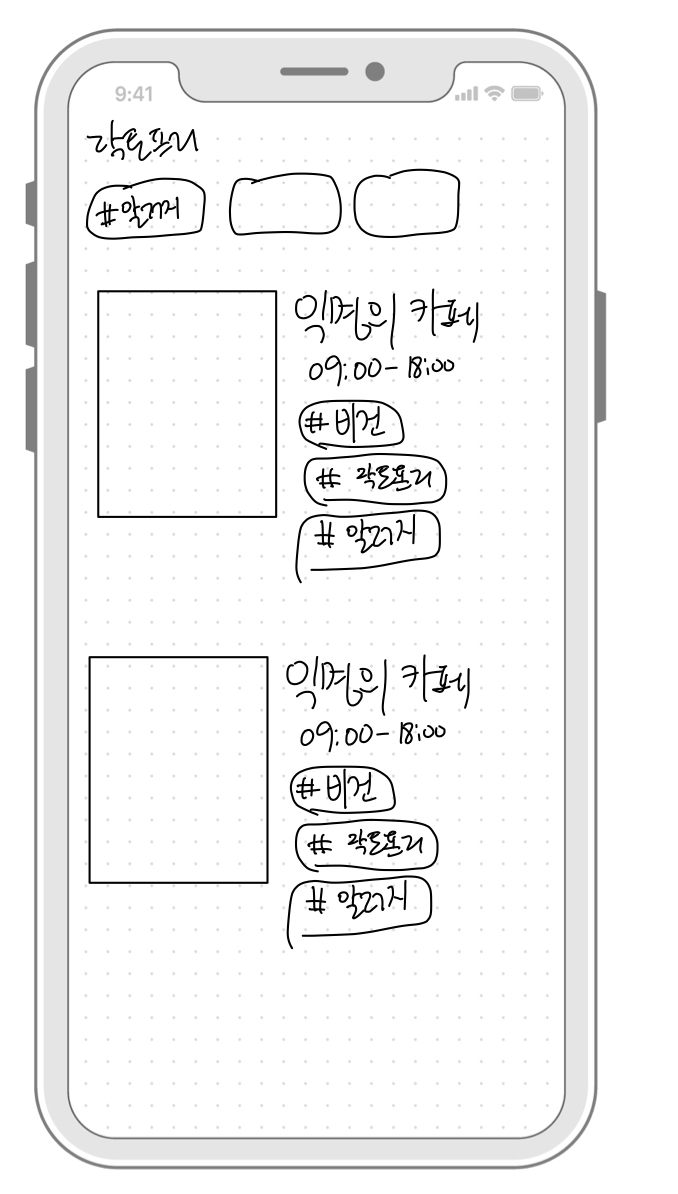 9:41
락토프리
#알러지
익명의 카페
09:00-18:00
#비건
# 락토프리
# 알러지
익명의 카페
09:00-18:00
#비건
# 락토프리
# 알러지